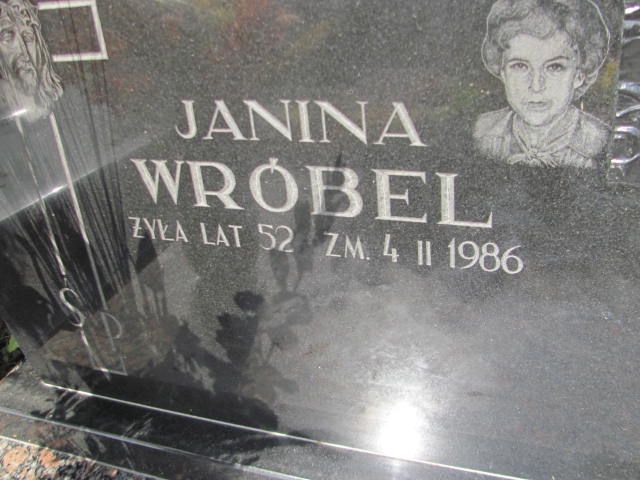 JANINA
WRÓBEL
ŻYŁA LAT 52 ZM. 4 II 1986